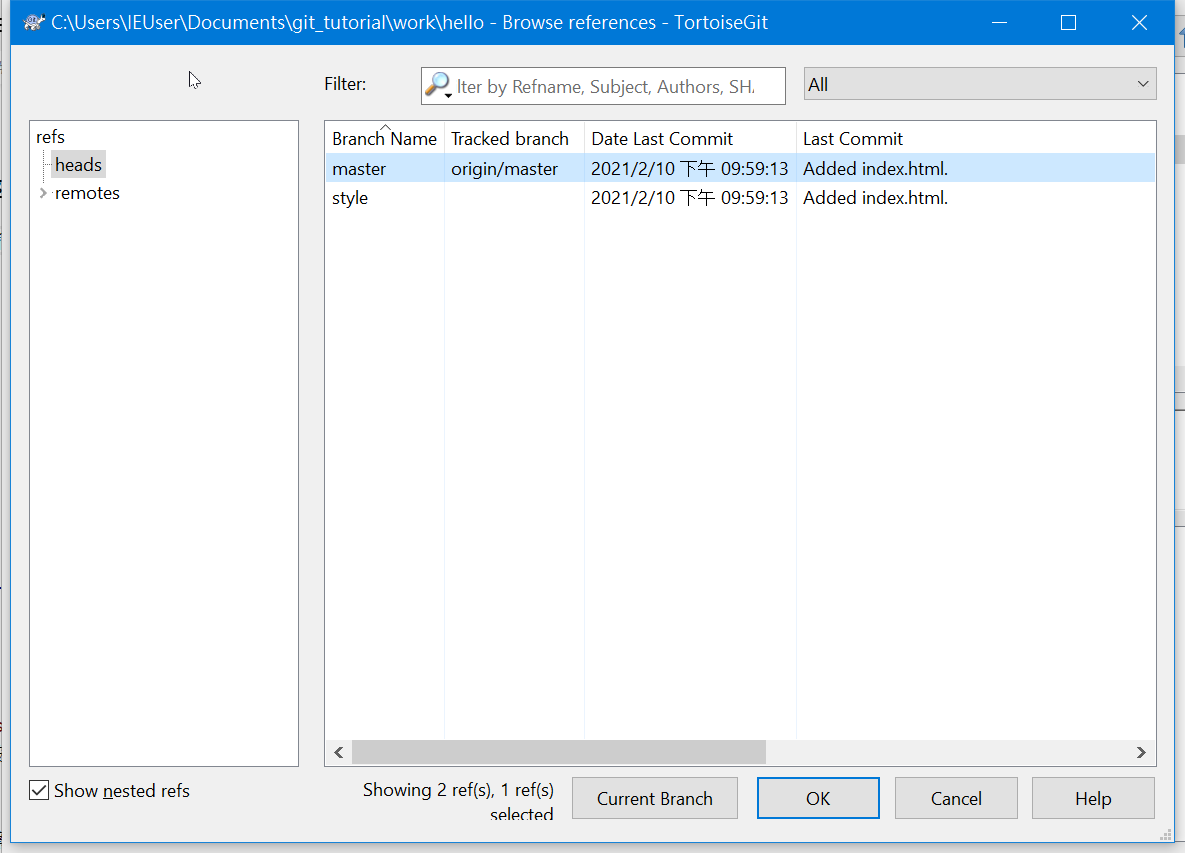 C:\Users\IEUser\Documents\git_tutorial\work\hello - Browse references - TortoiseGit
Filter: lter by Refname, Subject, Authors, SH. All
refs
heads
remotes
Branch Name Tracked branch Date Last Commit Last Commit
master origin/master 2021/2/10 下午 09:59:13 Added index.html.
style 2021/2/10 下午 09:59:13 Added index.html.
Show nested refs
Showing 2 ref(s), 1 ref(s)
selected
Current Branch OK Cancel Help